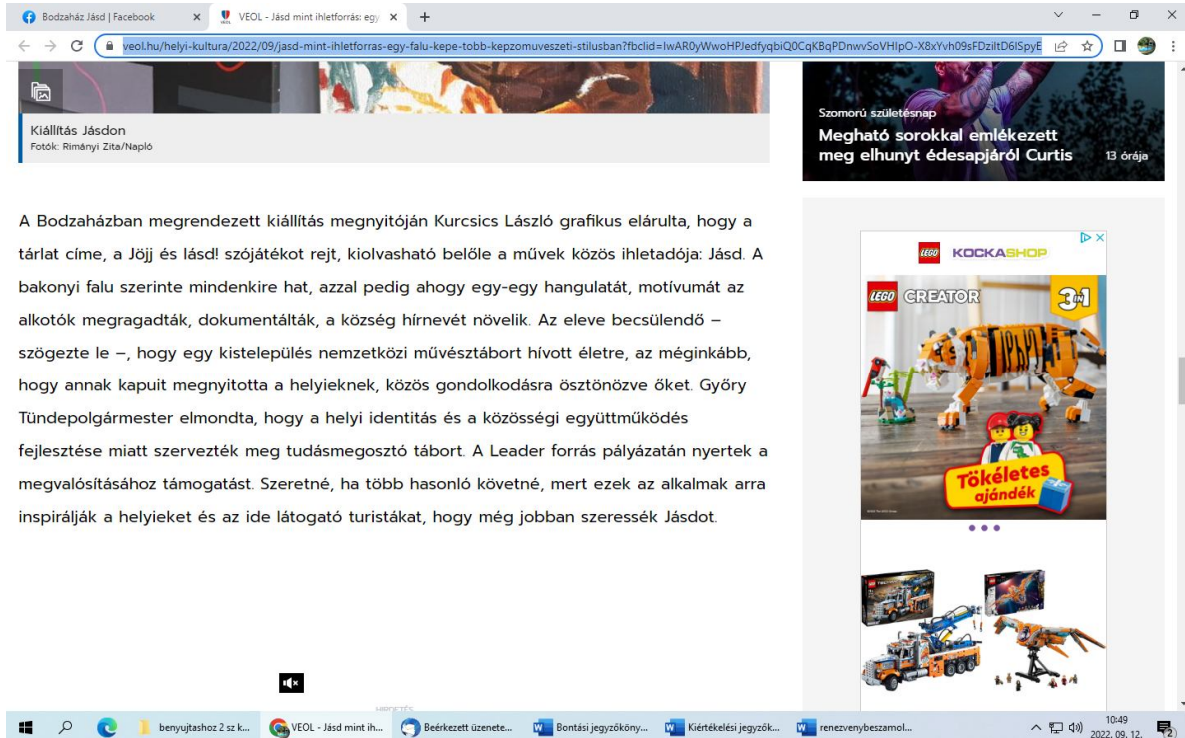 Bodzaház Jásd | Facebook
VEOL - Jásd mint ihletforrás: egy
veol.hu/helyi-kultura/2022/09/jasd-mint-ihletforras-egy-falu-kepe-tobb-kepzomuveszeti-stilusban?fbclid=IwAR0yWwoHPJedfyqbiQ0CqKBqPDnwvSoVHIpO-X8xYvh09sFDziltD6ISpyE
Kiállítás Jásdon
Fotók: Rimányi Zita/Napló
A Bodzaházban megrendezett kiállítás megnyitóján Kurcsics László grafikus elárulta, hogy a
tárlat címe, a Jöjj és lásd! szójátékot rejt, kiolvasható belőle a művek közös ihletadója: Jásd. A
bakonyi falu szerinte mindenkire hat, azzal pedig ahogy egy-egy hangulatát, motívumát az
alkotók megragadták, dokumentálták, a község hírnevét növelik. Az eleve becsülendő –
szögezte le –, hogy egy kistelepülés nemzetközi művésztábort hívott életre, az méginkább,
hogy annak kapuit megnyitotta a helyieknek, közös gondolkodásra ösztönözve őket. Győry
Tündepolgármester elmondta, hogy a helyi identitás és a közösségi együttműködés
fejlesztése miatt szervezték meg tudásmegosztó tábort. A Leader forrás pályázatán nyertek a
megvalósításához támogatást. Szeretné, ha több hasonló követné, mert ezek az alkalmak arra
inspirálják a helyieket és az ide látogató turistákat, hogy még jobban szeressék Jásdot.
HIRDETÉS
Szomorú születésnap
Megható sorokkal emlékezett
meg elhunyt édesapjáról Curtis
13 órája
LEGO KOCKASHOP
LEGO CREATOR
3in1
Tökéletes
ajándék
benyujtashoz 2 sz k...
VEOL - Jásd mint ih...
Beérkezett üzenete...
Bontási jegyzőköny...
Kiértékelési jegyzők...
renezvenybeszamol...
10:49
2022. 09. 12.
2